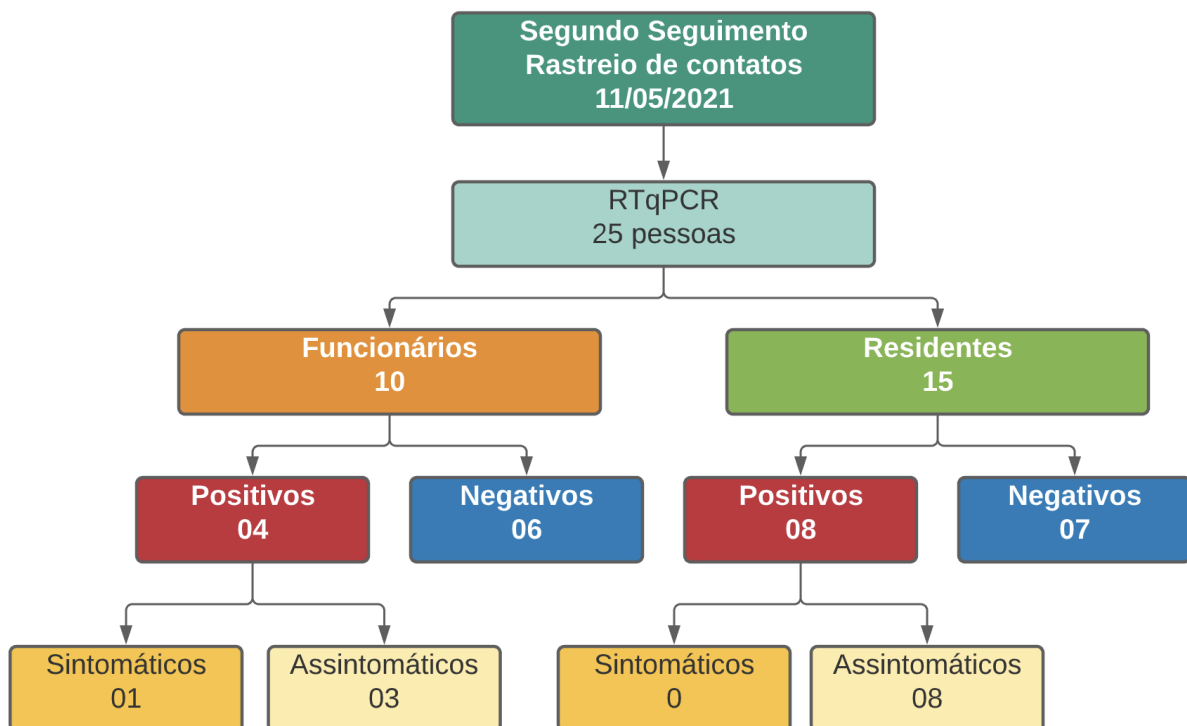 Segundo Seguimento
Rastreio de contatos
11/05/2021
RTqPCR
25 pessoas
Funcionários
10
Residentes
15
Positivos
04
Negativos
06
Positivos
08
Negativos
07
Sintomáticos
01
Assintomáticos
03
Sintomáticos
0
Assintomáticos
08